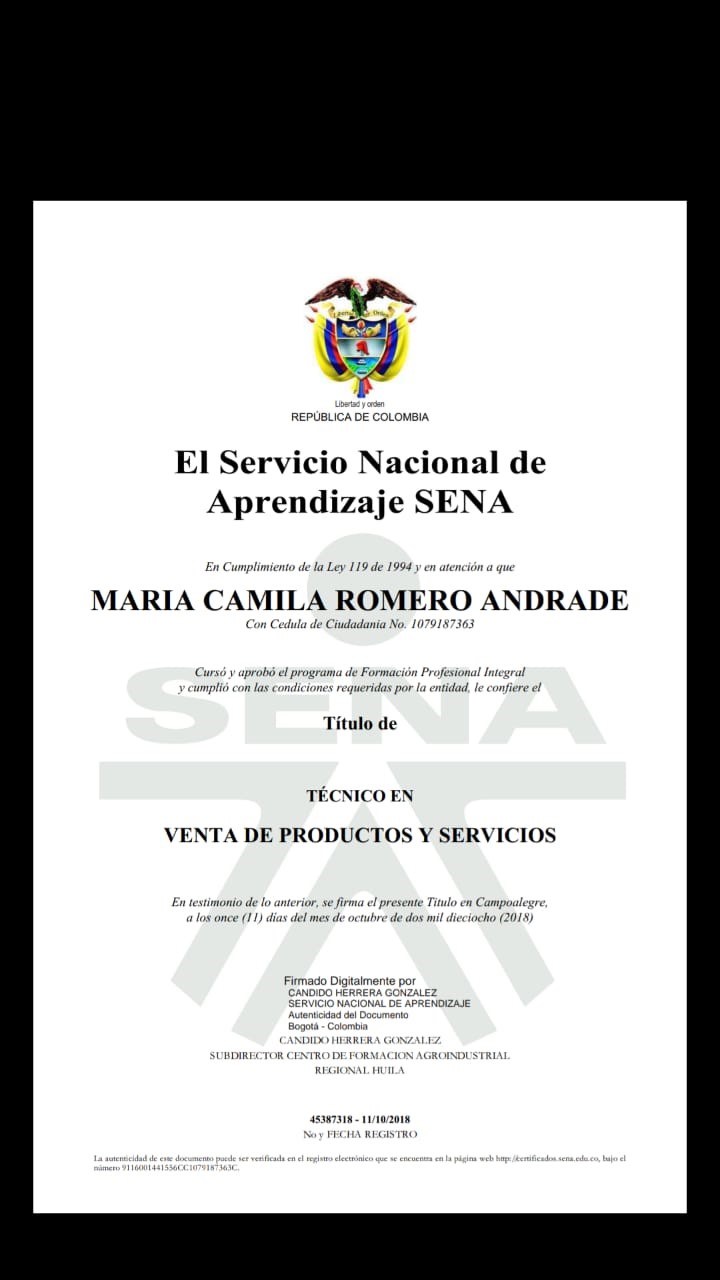 Libertad y Orden
Libertad y orden
REPÚBLICA DE COLOMBIA
El Servicio Nacional de
Aprendizaje SENA
En Cumplimiento de la Ley 119 de 1994 y en atención a que
MARIA CAMILA ROMERO ANDRADE
Con Cedula de Ciudadania No. 1079187363
Cursó y aprobó el programa de Formación Profesional Integral
y cumplió con las condiciones requeridas por la entidad, le confiere el
SENA
Título de
TÉCNICO EN
VENTA DE PRODUCTOS Y SERVICIOS
En testimonio de lo anterior, se firma el presente Título en Campoalegre,
a los once (11) días del mes de octubre de dos mil dieciocho (2018)
Firmado Digitalmente por
CANDIDO HERRERA GONZALEZ
SERVICIO NACIONAL DE APRENDIZAJE
Autenticidad del Documento
Bogotá - Colombia
CANDIDO HERRERA GONZALEZ
SUBDIRECTOR CENTRO DE FORMACION AGROINDUSTRIAL
REGIONAL HUILA
45387318 - 11/10/2018
No y FECHA REGISTRO
La autenticidad de este documento puede ser verificada en el registro electrónico que se encuentra en la página web http://certificados.sena.edu.co, bajo el
número 9116001441556CC1079187363C.